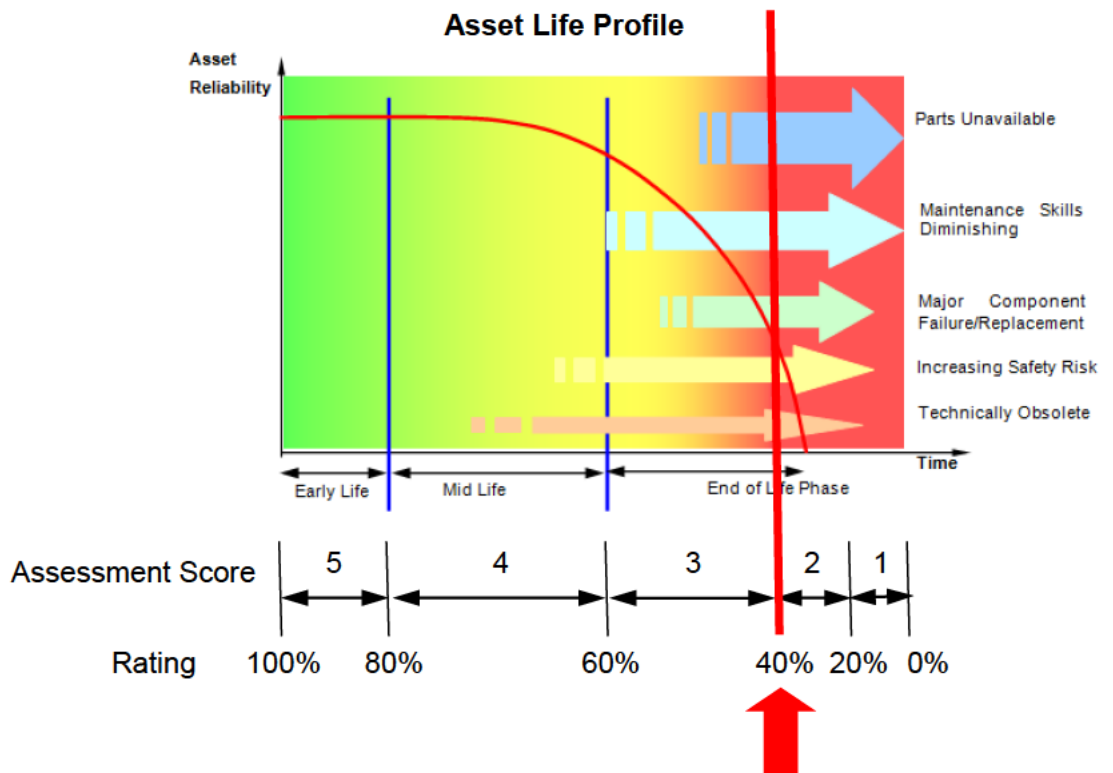 Asset Life Profile
Asset
Reliability
Parts Unavailable
Maintenance Skills
Diminishing
Major Component
Failure/Replacement
Increasing Safety Risk
Technically Obsolete
Time
Early Life
Mid Life
End of Life Phase
Assessment Score
5
4
3
2
1
Rating
100%
80%
60%
40%
20%
0%